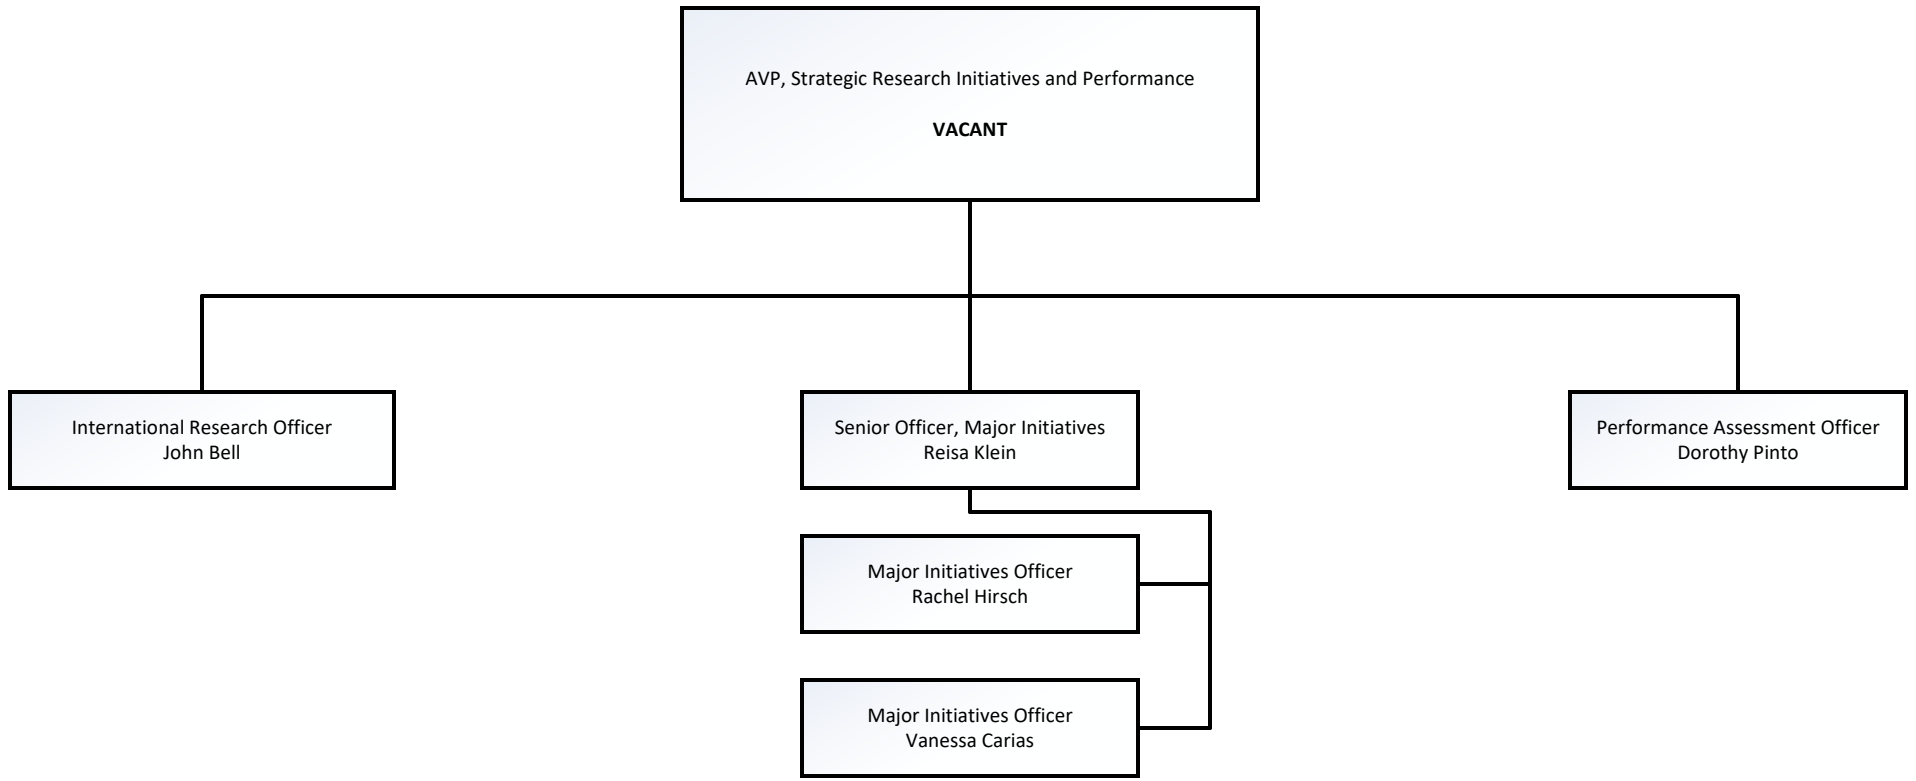 AVP, Strategic Research Initiatives and Performance
VACANT
International Research Officer
John Bell
Senior Officer, Major Initiatives
Reisa Klein
Performance Assessment Officer
Dorothy Pinto
Major Initiatives Officer
Rachel Hirsch
Major Initiatives Officer
Vanessa Carias